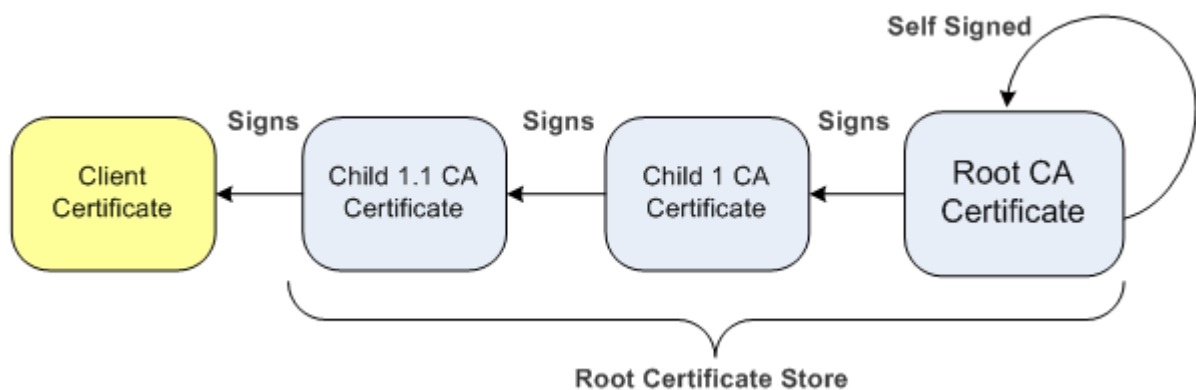 Self Signed
Signs
Signs
Signs
Client
Certificate
Child 1.1 CA
Certificate
Child 1 CA
Certificate
Root CA
Certificate
Root Certificate Store